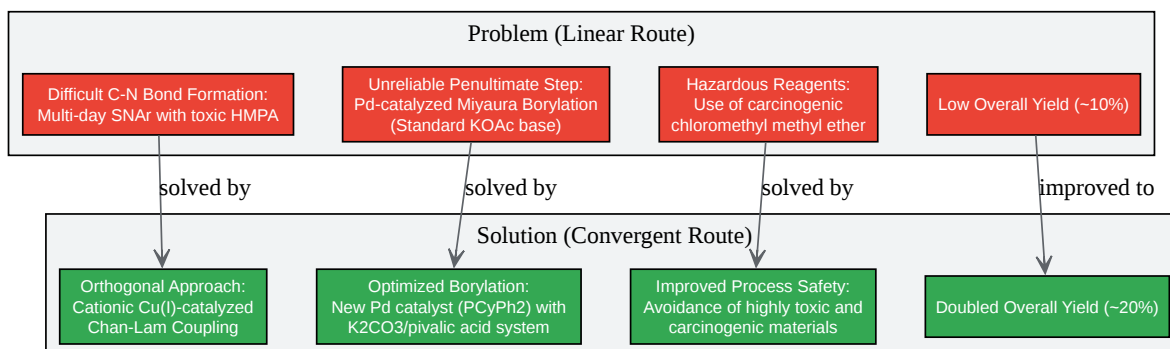 Problem (Linear Route)
Difficult C-N Bond Formation:
Multi-day SNAr with toxic HMPA
Unreliable Penultimate Step:
Pd-catalyzed Miyaura Borylation
(Standard KOAc base)
Hazardous Reagents:
Use of carcinogenic
chloromethyl methyl ether
Low Overall Yield (~10%)
solved by
solved by
solved by
improved to
Solution (Convergent Route)
Orthogonal Approach:
Cationic Cu(I)-catalyzed
Chan-Lam Coupling
Optimized Borylation:
New Pd catalyst (PCyPh2) with
K2CO3/pivalic acid system
Improved Process Safety:
Avoidance of highly toxic and
carcinogenic materials
Doubled Overall Yield (~20%)